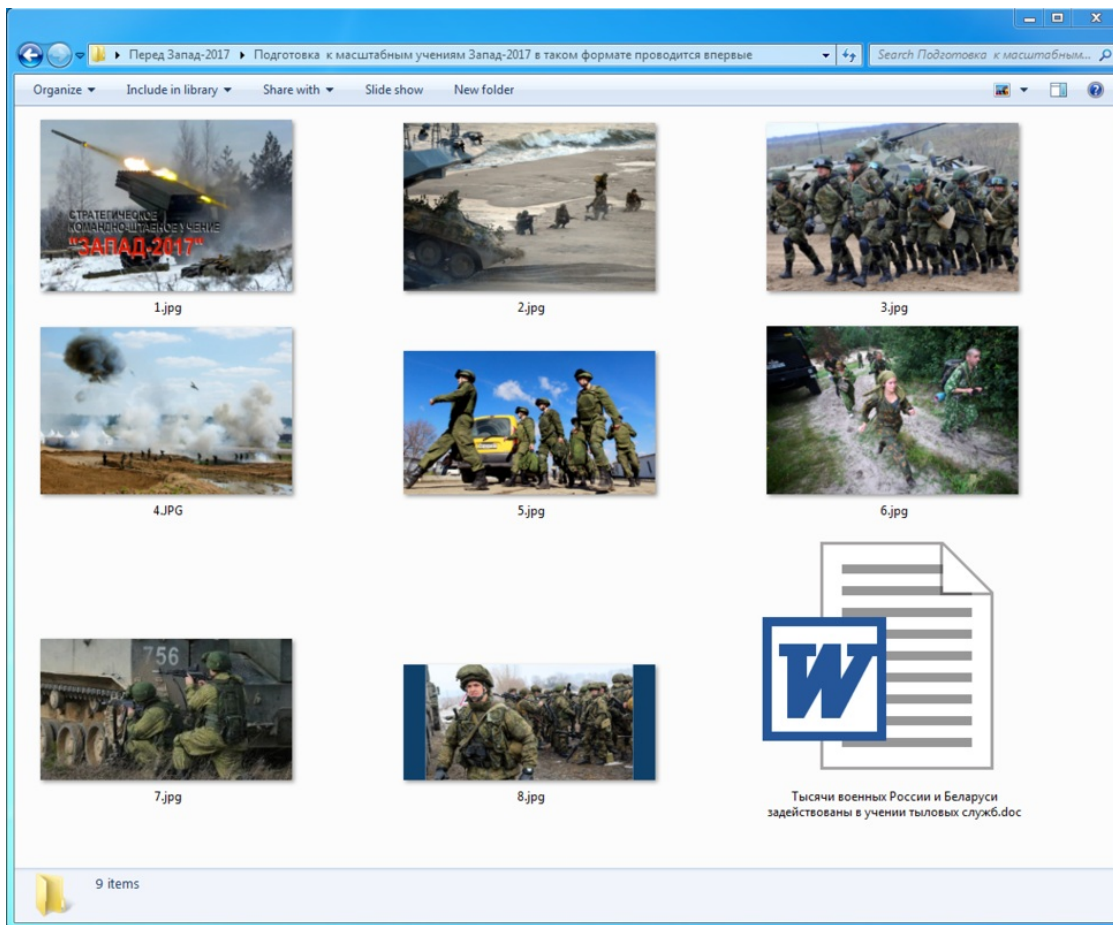 Перед Запад-2017
Подготовка к масштабным учениям Запад-2017 в таком формате проводится впервые
Search Подготовка к масштабным...
Organize
Include in library
Share with
Slide show
New folder
СТРАТЕГИЧЕСКОЕ
КОМАНДНО-ШТАБНОЕ УЧЕНИЕ
"ЗАПАД-2017"
1.jpg
2.jpg
3.jpg
4.JPG
5.jpg
6.jpg
756
7.jpg
8.jpg
W
Тысячи военных России и Беларуси
задействованы в учении тыловых служб.doc
9 items